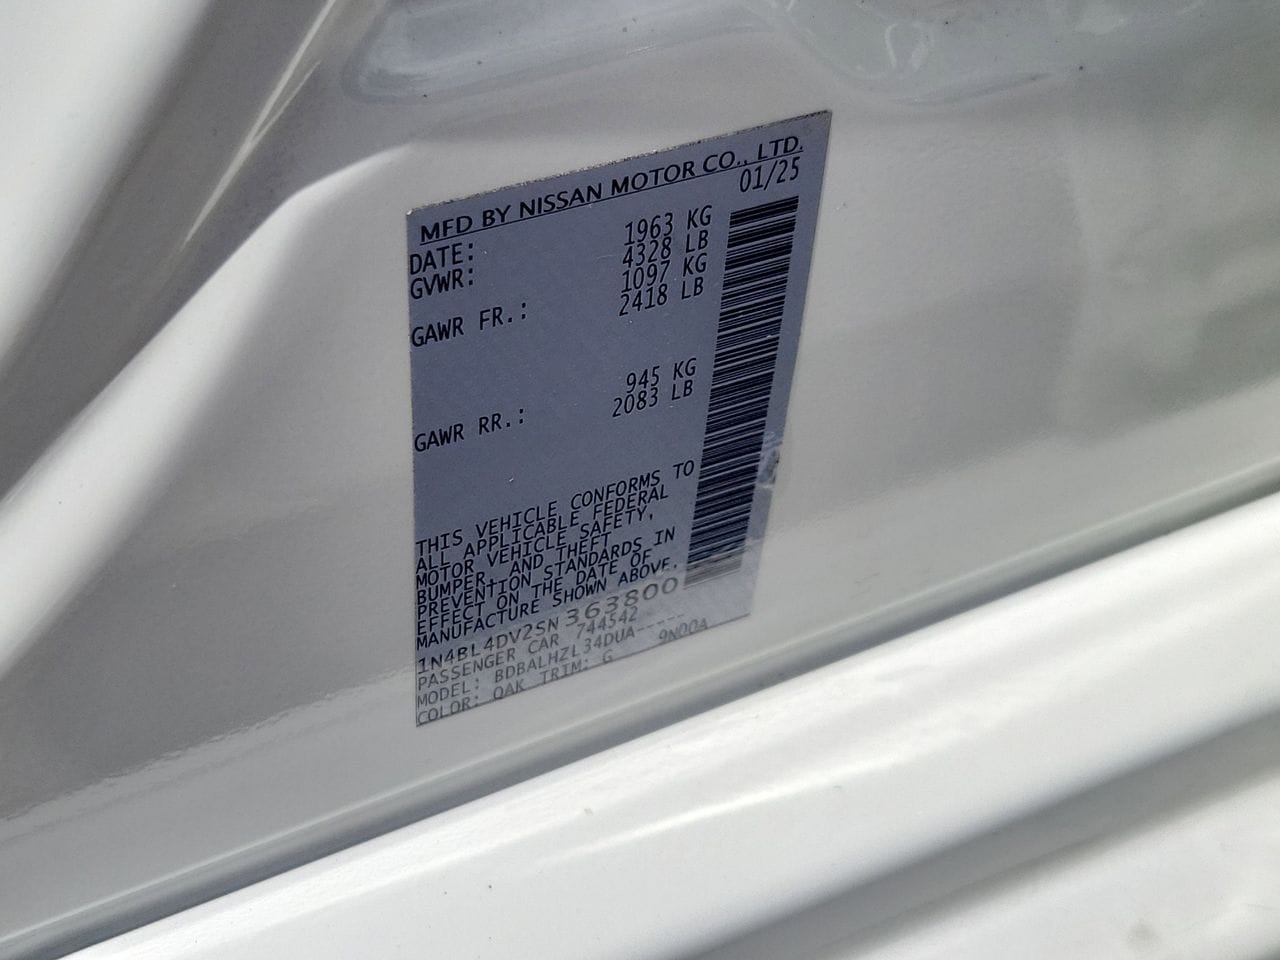 MFD BY NISSAN MOTOR CO., LTD.
DATE: 01/25
GVWR: 1963 KG
4328 LB
GAWR FR.: 1097 KG
2418 LB
GAWR RR.: 945 KG
2083 LB
THIS VEHICLE CONFORMS TO
ALL APPLICABLE FEDERAL
MOTOR VEHICLE SAFETY,
BUMPER, AND THEFT
PREVENTION STANDARDS IN
EFFECT ON THE DATE OF
MANUFACTURE SHOWN ABOVE.
1N4BL4DV2SN363800
PASSENGER CAR 744542
MODEL: BDBALHZL34DUA-----
COLOR: QAK TRIM: G 9N00A